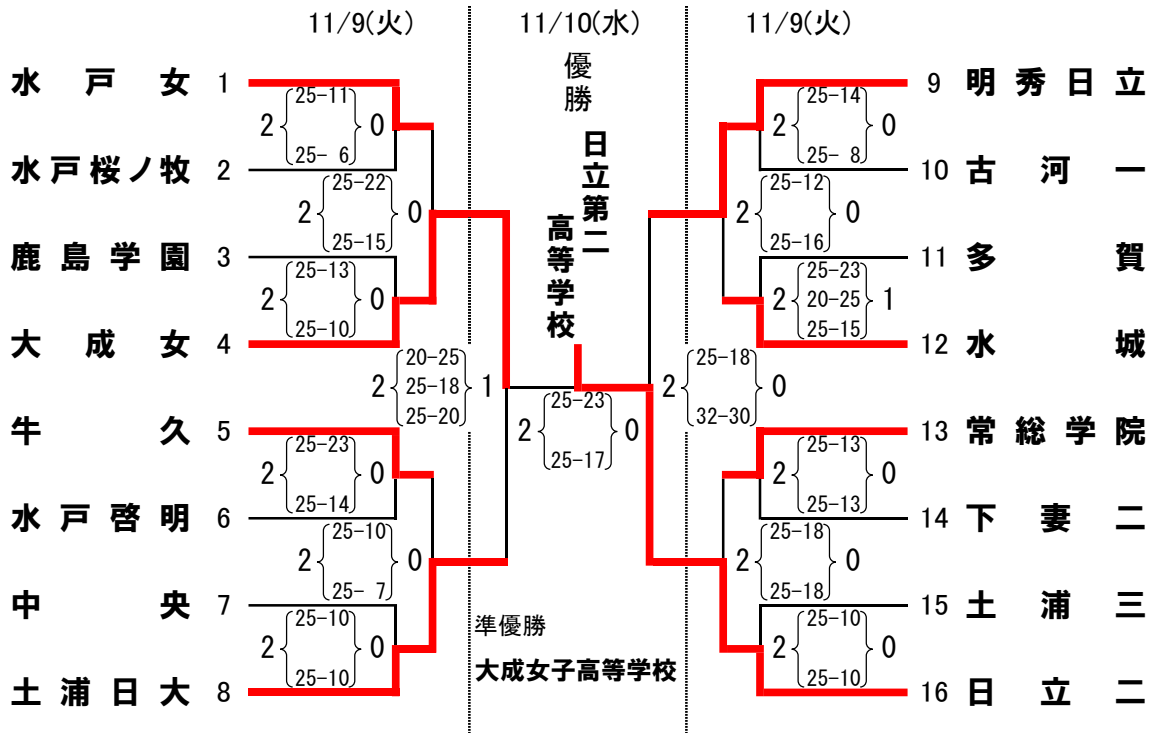 11/9(火) 11/10(水) 11/9(火)
優勝
日立第二
高等学校
水戸女 1
25-11
2 0
25- 6
水戸桜ノ牧 2
25-22
2 0
25-15
鹿島学園 3
25-13
2 0
25-10
大成女 4
20-25
2 25-18 1
25-20
牛久 5
25-23
2 0
25-14
水戸啓明 6
25-10
2 0
25- 7
中央 7
25-10
2 0
25-10
土浦日大 8
25-23
2 0
25-17
準優勝
大成女子高等学校
9 明秀日立
25-14
2 0
25- 8
10 古河一
25-12
2 0
25-16
11 多賀
25-23
2 20-25 1
25-15
12 水城
25-18
2 0
32-30
13 常総学院
25-13
2 0
25-13
14 下妻二
25-18
2 0
25-18
15 土浦三
25-10
2 0
25-10
16 日立二